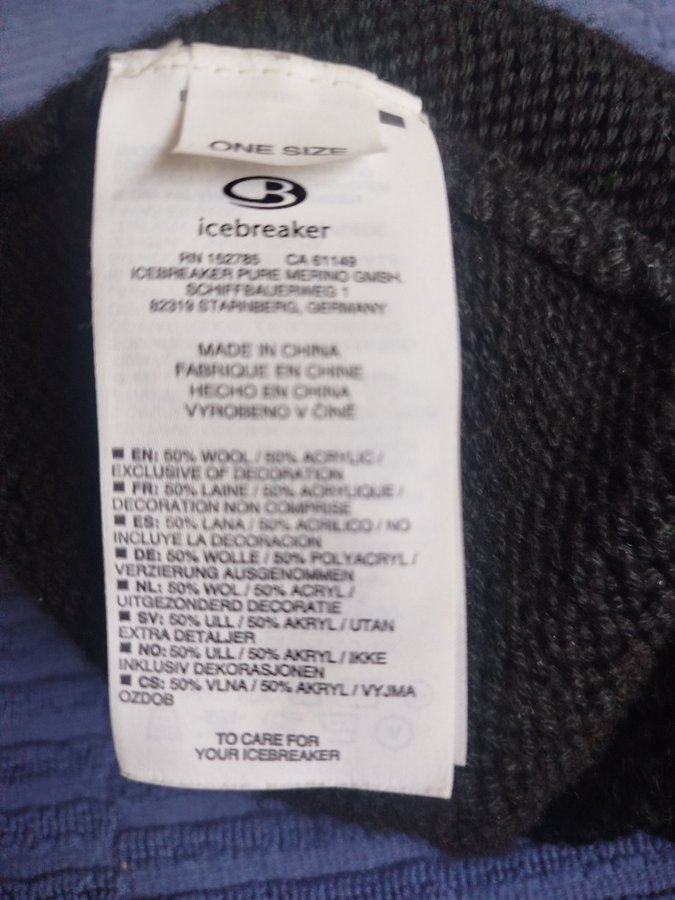 ONE SIZE
icebreaker
RN 152785 CA 61149
ICEBREAKER PURE MERINO GMBH.
SCHIFFBAUERWEG 1
82319 STARNBERG, GERMANY
MADE IN CHINA
FABRIQUE EN CHINE
HECHO EN CHINA
VYROBENO V ČÍNĚ
EN: 50% WOOL / 50% ACRYLIC /
EXCLUSIVE OF DECORATION
FR: 50% LAINE / 50% ACRYLIQUE /
DECORATION NON COMPRISE
ES: 50% LANA / 50% ACRILICO / NO
INCLUYE LA DECORACION
DE: 50% WOLLE / 50% POLYACRYL /
VERZIERUNG AUSGENOMMEN
NL: 50% WOL / 50% ACRYL /
UITGEZONDERD DECORATIE
SV: 50% ULL / 50% AKRYL / UTAN
EXTRA DETALJER
NO: 50% ULL / 50% AKRYL / IKKE
INKLUSIV DEKORASJONEN
CS: 50% VLNA / 50% AKRYL / VYJMA
OZDOB
TO CARE FOR
YOUR ICEBREAKER